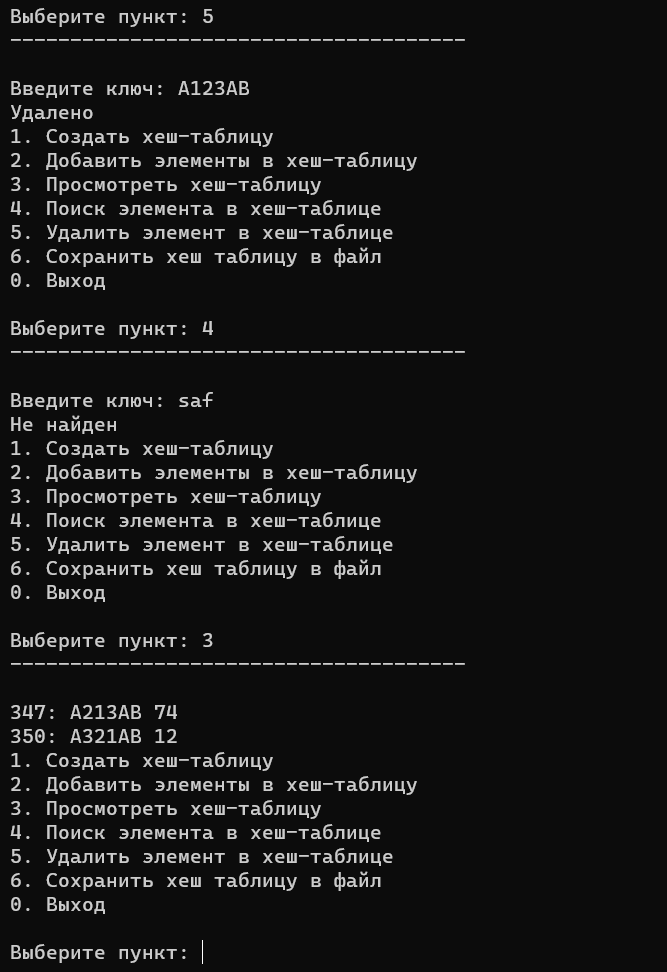 Выберите пункт: 5
--------------------------------------
Введите ключ: A123AB
Удалено
1. Создать хеш-таблицу
2. Добавить элементы в хеш-таблицу
3. Просмотреть хеш-таблицу
4. Поиск элемента в хеш-таблице
5. Удалить элемент в хеш-таблице
6. Сохранить хеш таблицу в файл
0. Выход
Выберите пункт: 4
--------------------------------------
Введите ключ: saf
Не найден
1. Создать хеш-таблицу
2. Добавить элементы в хеш-таблицу
3. Просмотреть хеш-таблицу
4. Поиск элемента в хеш-таблице
5. Удалить элемент в хеш-таблице
6. Сохранить хеш таблицу в файл
0. Выход
Выберите пункт: 3
--------------------------------------
347: A213AB 74
350: A321AB 12
1. Создать хеш-таблицу
2. Добавить элементы в хеш-таблицу
3. Просмотреть хеш-таблицу
4. Поиск элемента в хеш-таблице
5. Удалить элемент в хеш-таблице
6. Сохранить хеш таблицу в файл
0. Выход
Выберите пункт: